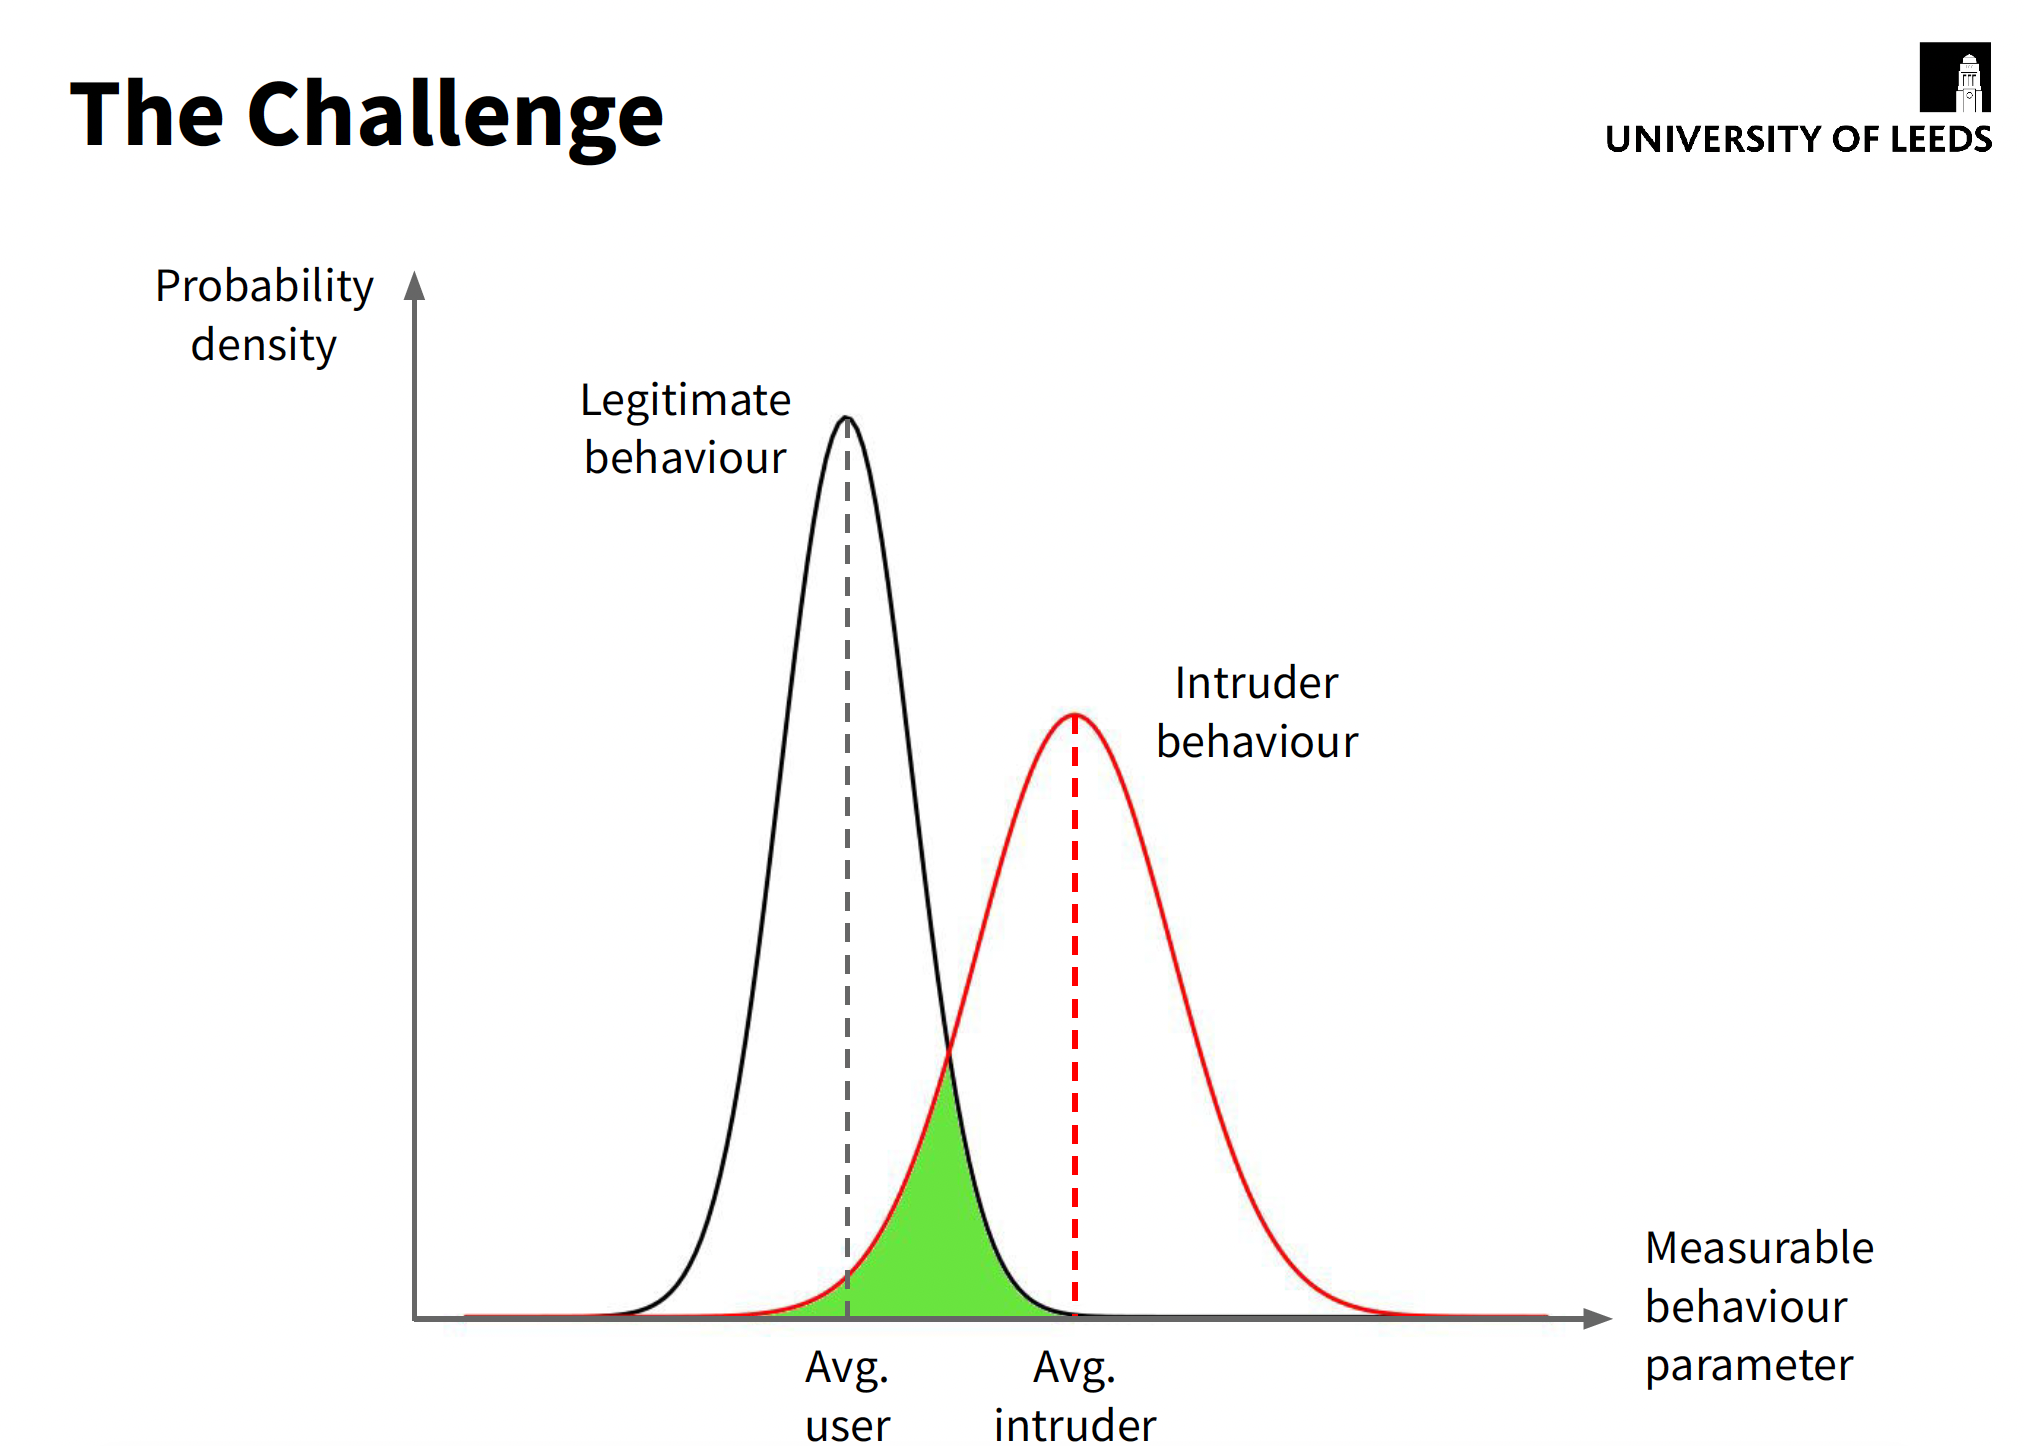 The Challenge
UNIVERSITY OF LEEDS
Probability
density
Legitimate
behaviour
Intruder
behaviour
Measurable
behaviour
parameter
Avg.
user
Avg.
intruder